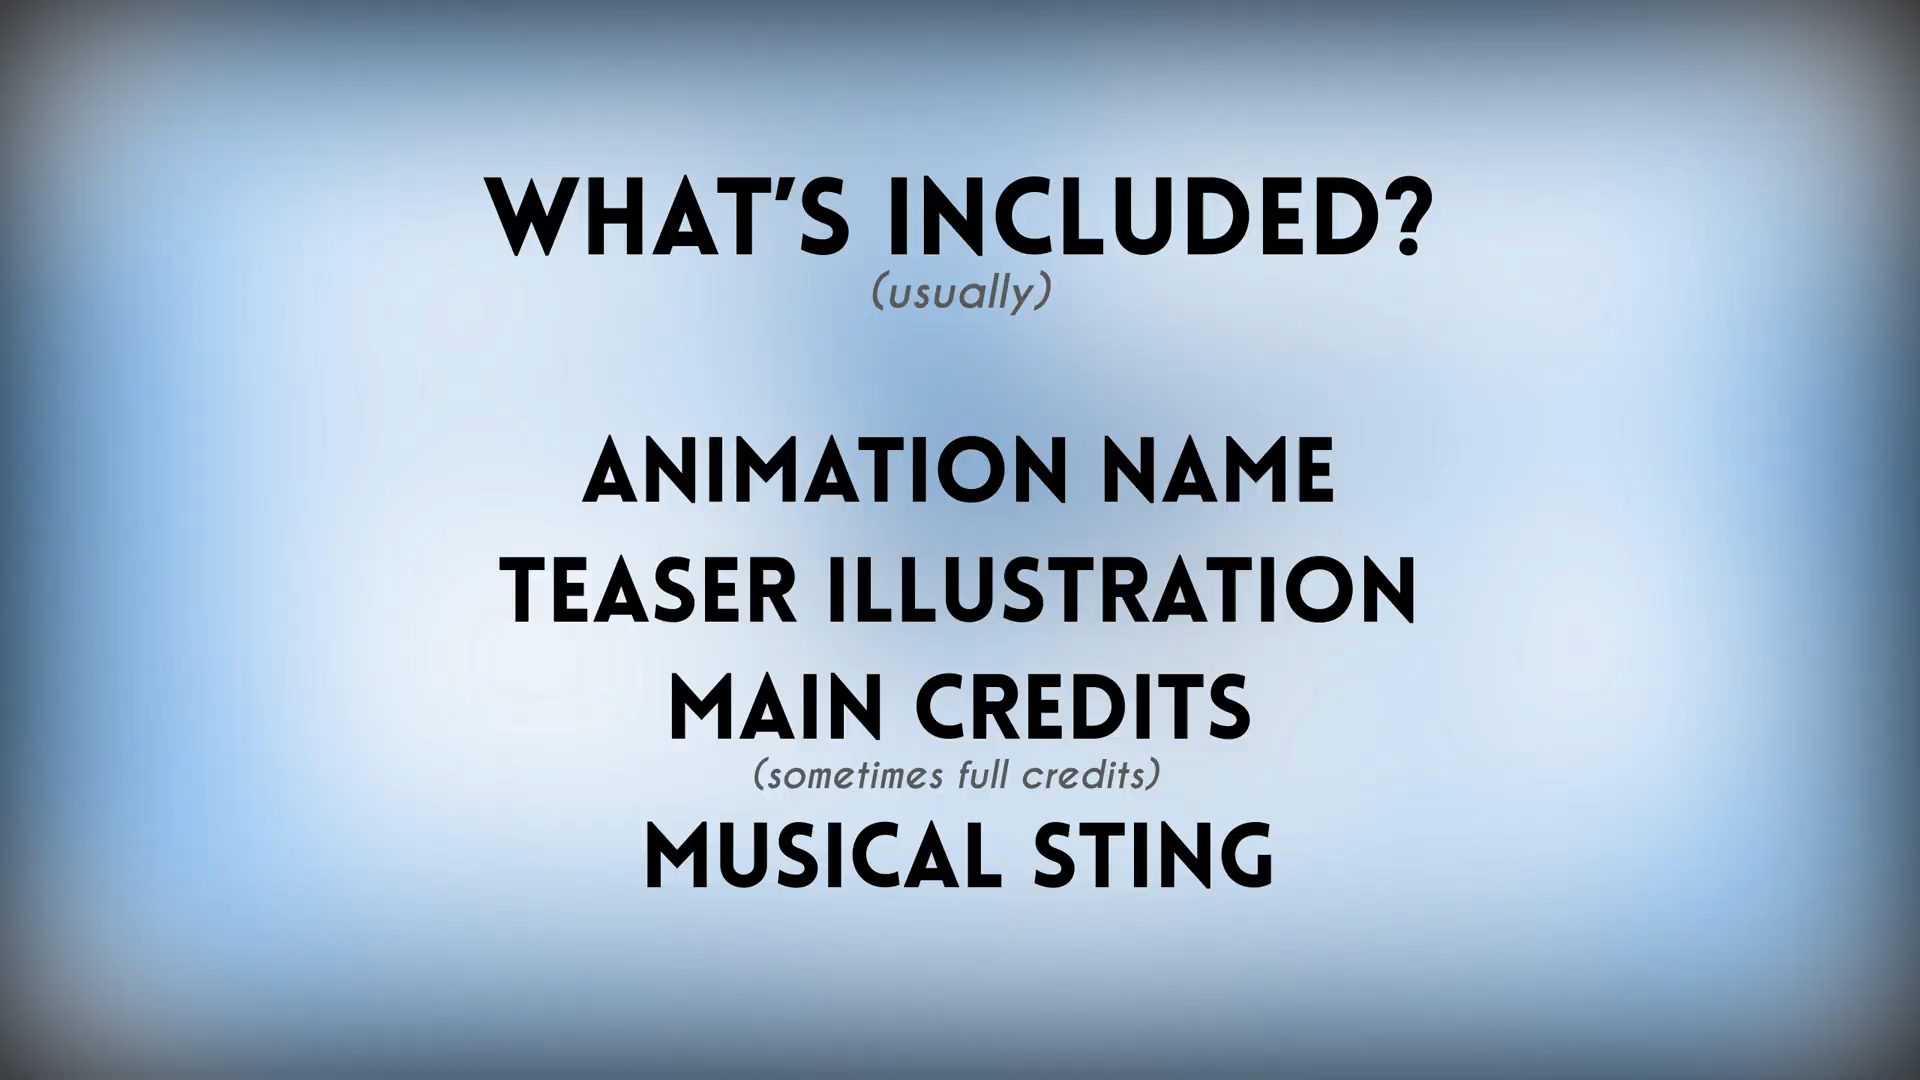 WHAT'S INCLUDED?
(usually)
ANIMATION NAME
TEASER ILLUSTRATION
MAIN CREDITS
(sometimes full credits)
MUSICAL STING